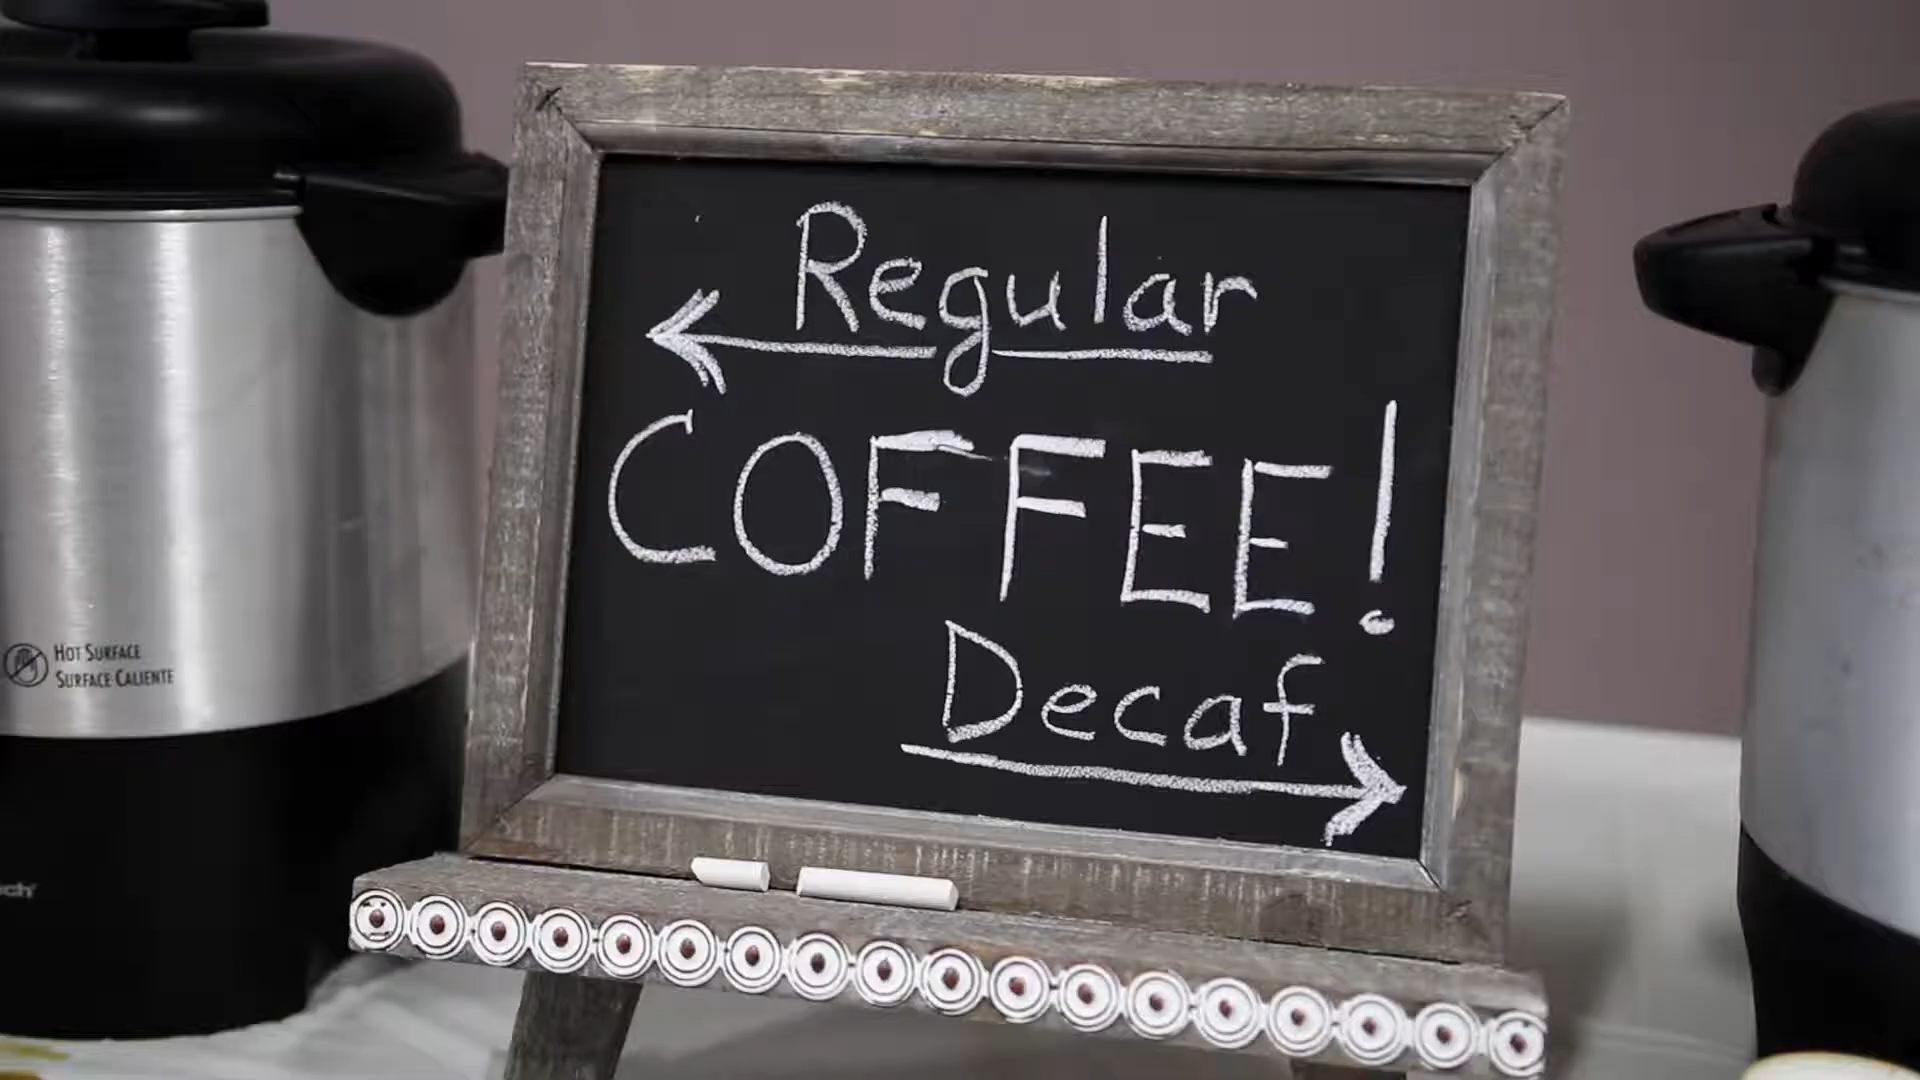 Regular
COFFEE!
Decaf
HOT SURFACE
SURFACE CALIENTE